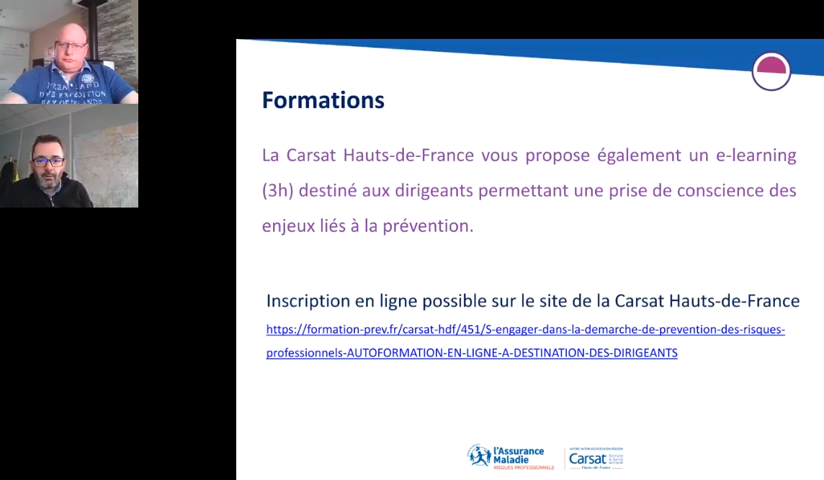 Formations
La Carsat Hauts-de-France vous propose également un e-learning
(3h) destiné aux dirigeants permettant une prise de conscience des
enjeux liés à la prévention.
Inscription en ligne possible sur le site de la Carsat Hauts-de-France
https://formation-prev.fr/carsat-hdf/451/S-engager-dans-la-demarche-de-prevention-des-risques-
professionnels-AUTOFORMATION-EN-LIGNE-A-DESTINATION-DES-DIRIGEANTS
l'Assurance
Maladie
RISQUES PROFESSIONNELS
Carsat
Hauts-de-France